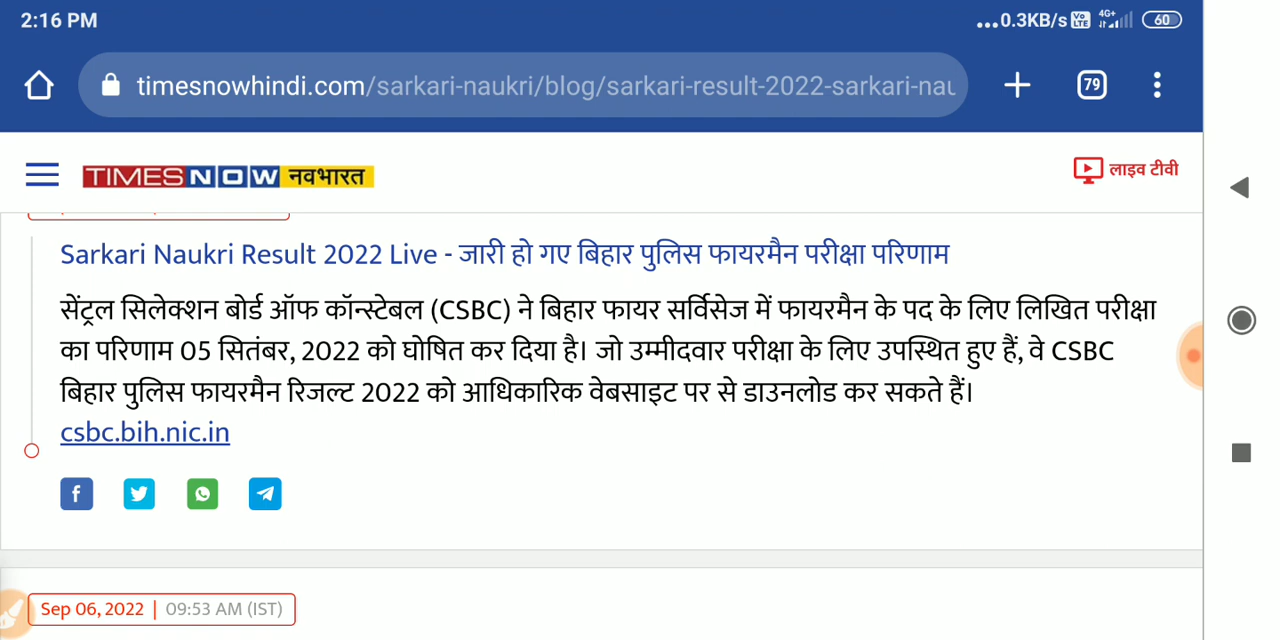 2:16 PM
...0.3KB/s Vo LTE 4G+ 60
timesnowhindi.com/sarkari-naukri/blog/sarkari-result-2022-sarkari-nau
79
TIMES NOW नवभारत
लाइव टीवी
Sarkari Naukri Result 2022 Live - जारी हो गए बिहार पुलिस फायरमैन परीक्षा परिणाम
सेंट्रल सिलेक्शन बोर्ड ऑफ कॉन्स्टेबल (CSBC) ने बिहार फायर सर्विसेज में फायरमैन के पद के लिए लिखित परीक्षा
का परिणाम 05 सितंबर, 2022 को घोषित कर दिया है। जो उम्मीदवार परीक्षा के लिए उपस्थित हुए हैं, वे CSBC
बिहार पुलिस फायरमैन रिजल्ट 2022 को आधिकारिक वेबसाइट पर से डाउनलोड कर सकते हैं।
csbc.bih.nic.in
Sep 06, 2022 | 09:53 AM (IST)